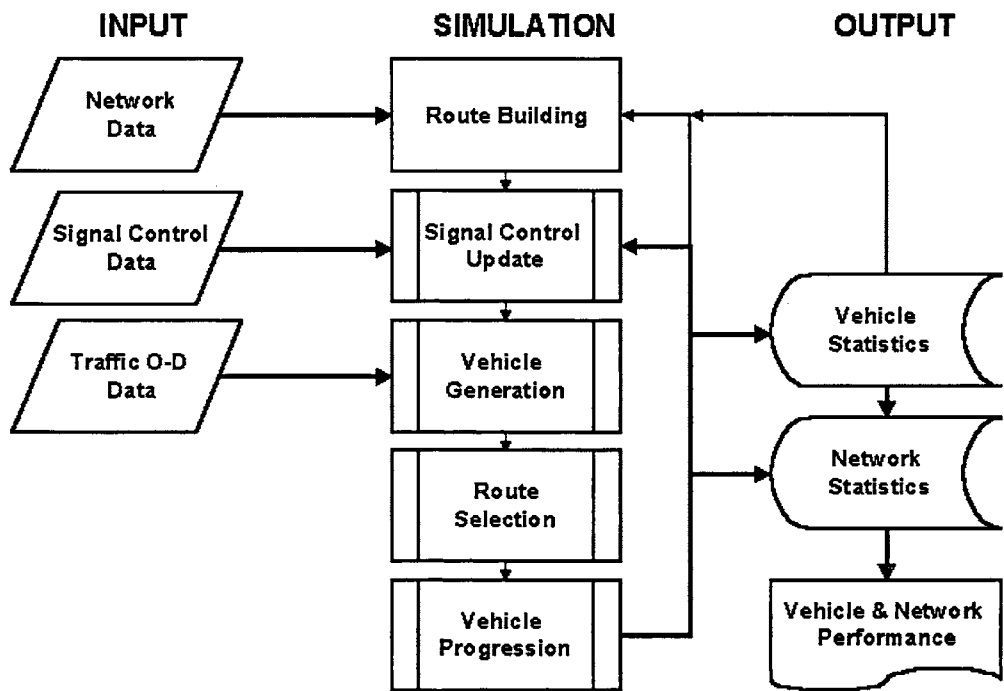 INPUT
SIMULATION
OUTPUT
Network
Data
Route Building
Signal Control
Data
Signal Control
Update
Vehicle
Statistics
Traffic O-D
Data
Vehicle
Generation
Network
Statistics
Route
Selection
Vehicle
Progression
Vehicle & Network
Performance